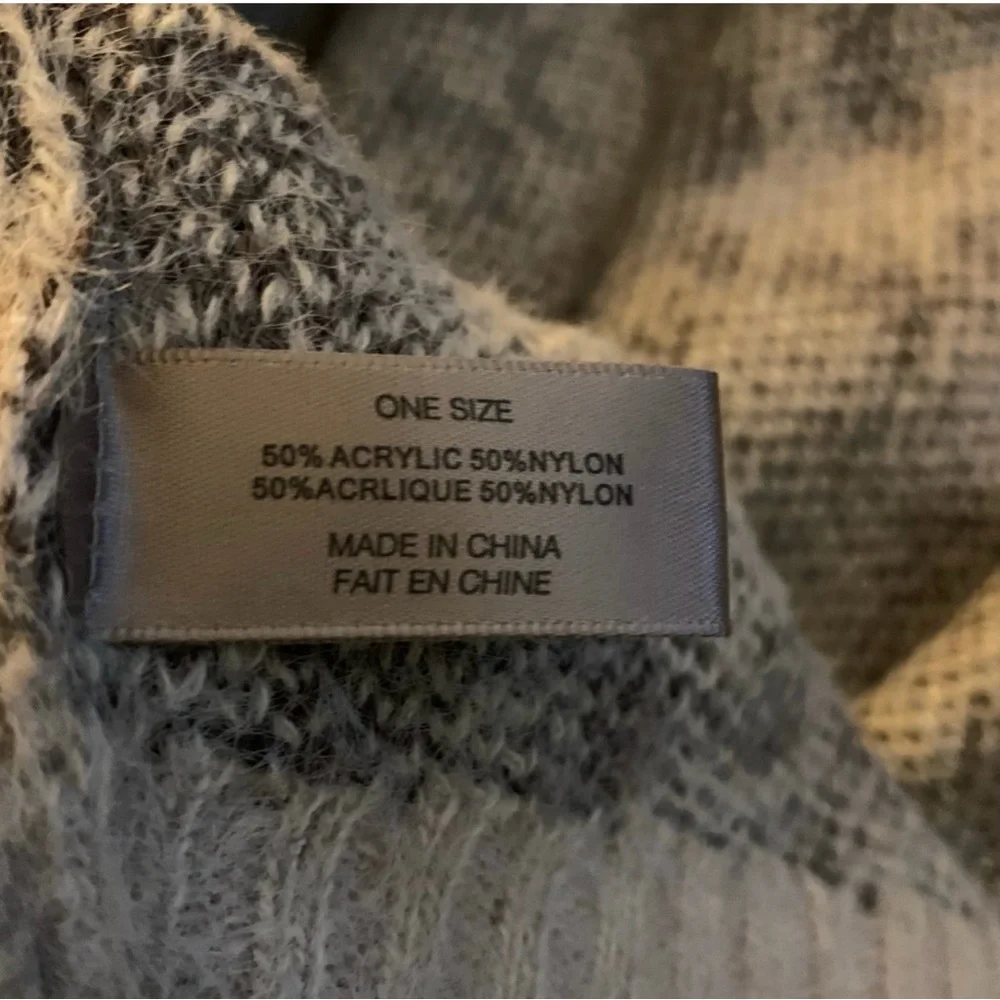 ONE SIZE
50% ACRYLIC 50%NYLON
50%ACRLIQUE 50%NYLON
MADE IN CHINA
FAIT EN CHINE